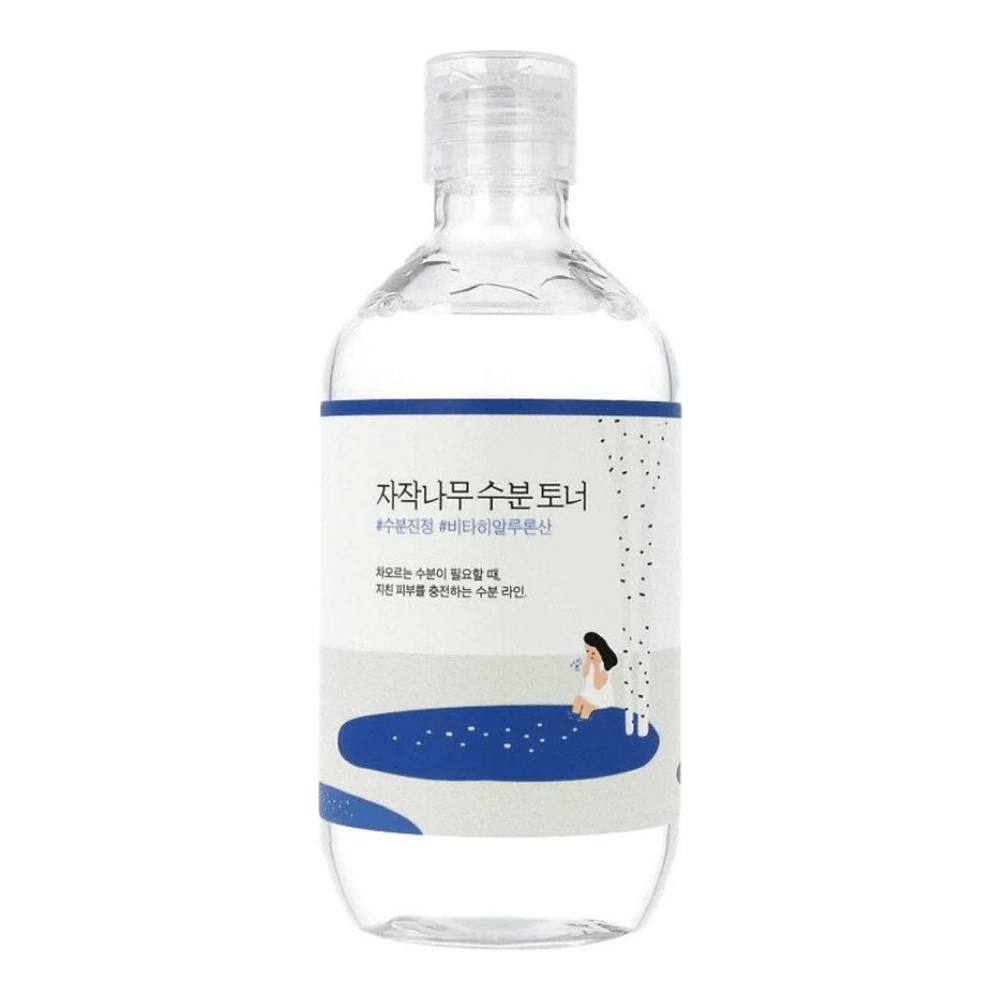 자작나무 수분 토너
#수분진정 #비타히알루론산
차오르는 수분이 필요할 때,
지친 피부를 충전하는 수분 라인.